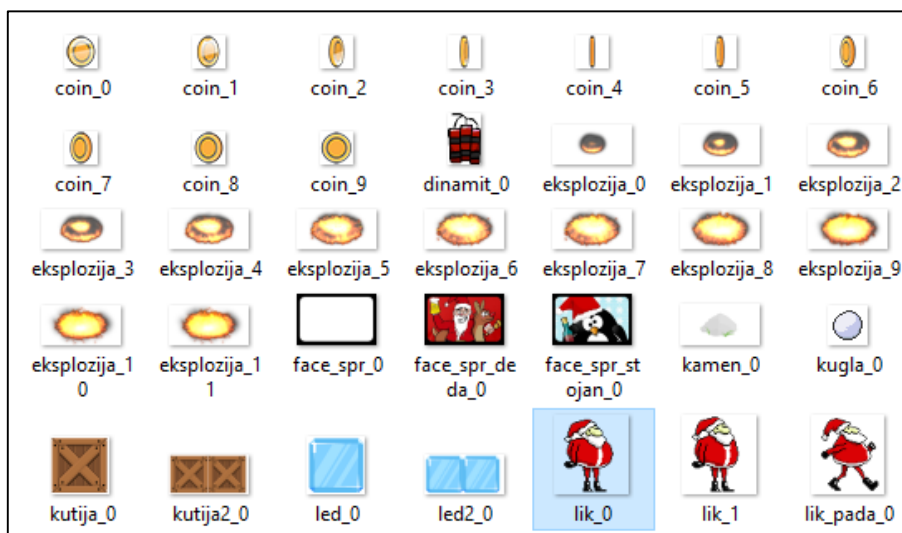 coin_0 coin_1 coin_2 coin_3 coin_4 coin_5 coin_6
coin_7 coin_8 coin_9 dinamit_0 eksplozija_0 eksplozija_1 eksplozija_2
eksplozija_3 eksplozija_4 eksplozija_5 eksplozija_6 eksplozija_7 eksplozija_8 eksplozija_9
eksplozija_1 eksplozija_1 face_spr_0 face_spr_de face_spr_st kamen_0 kugla_0
0 1 da_0 ojan_0
kutija_0 kutija2_0 led_0 led2_0 lik_0 lik_1 lik_pada_0